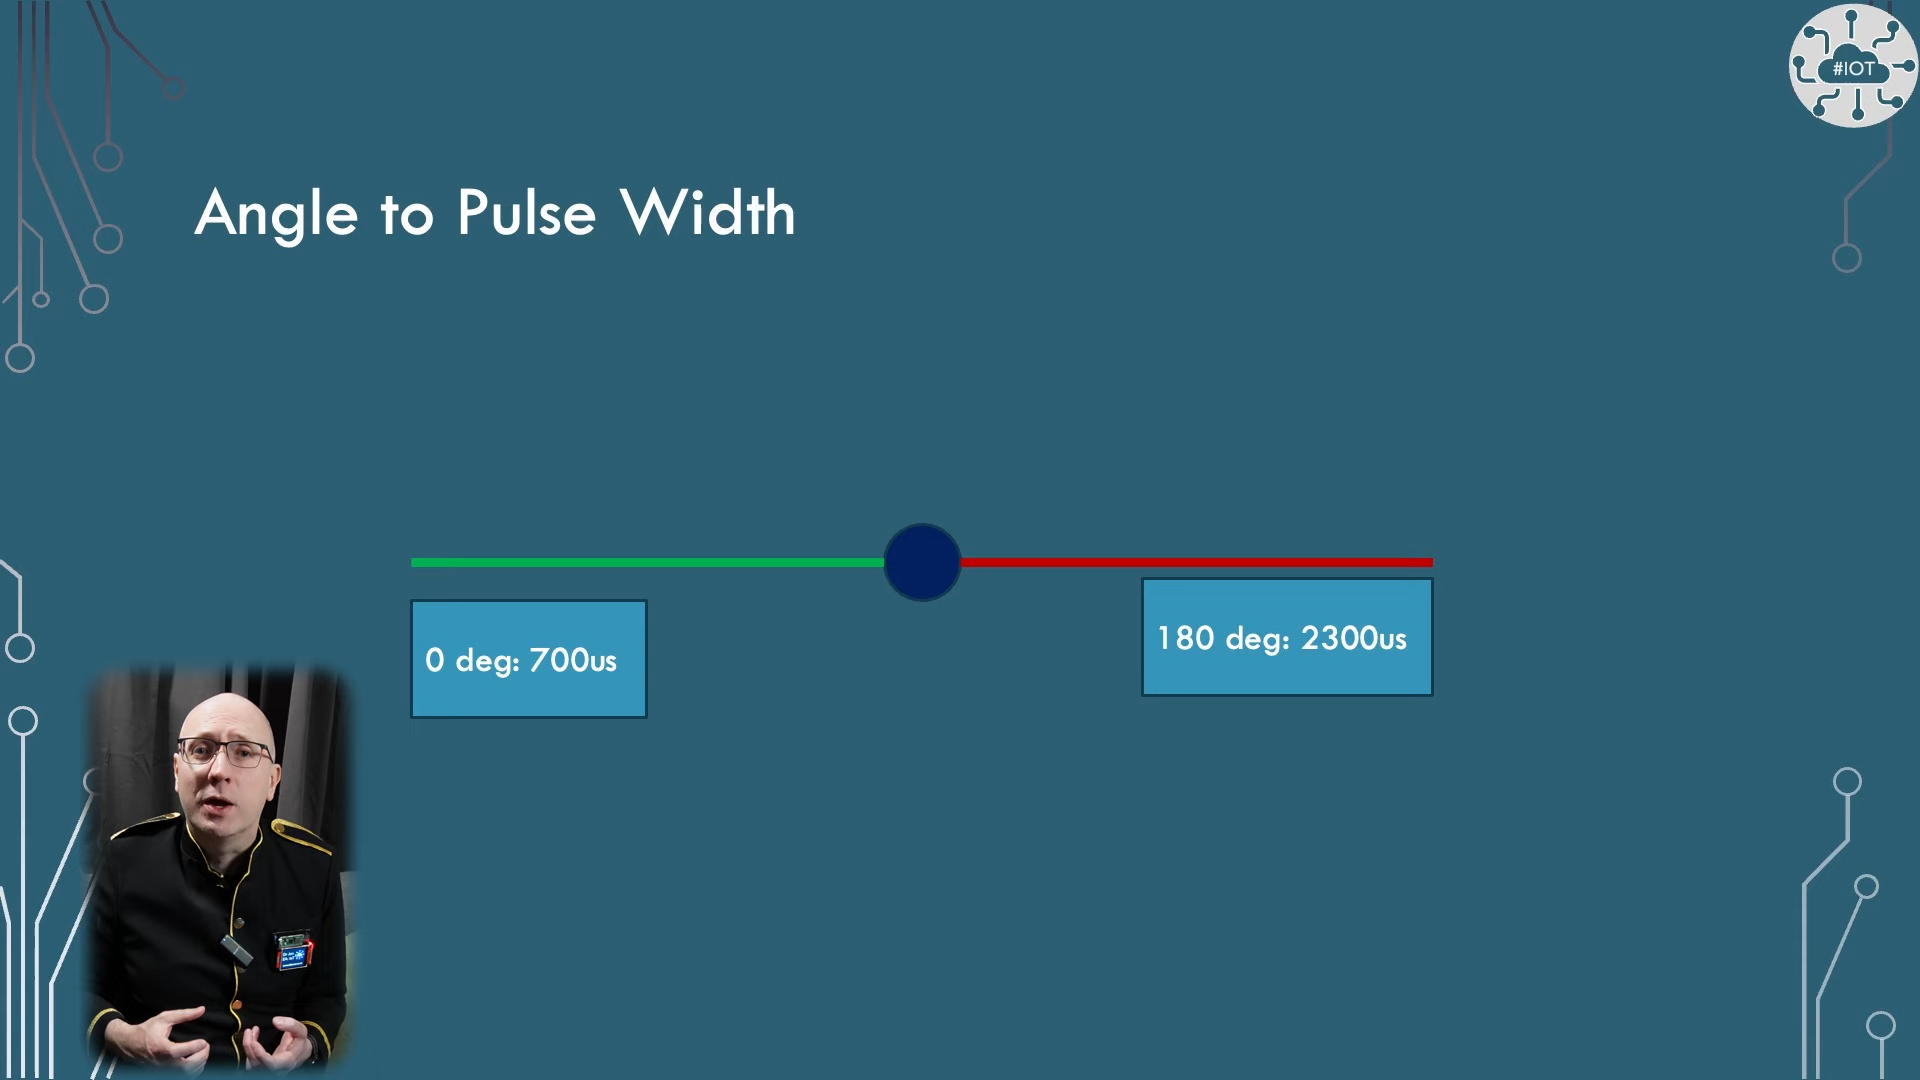 #IOT
Angle to Pulse Width
0 deg: 700us
180 deg: 2300us